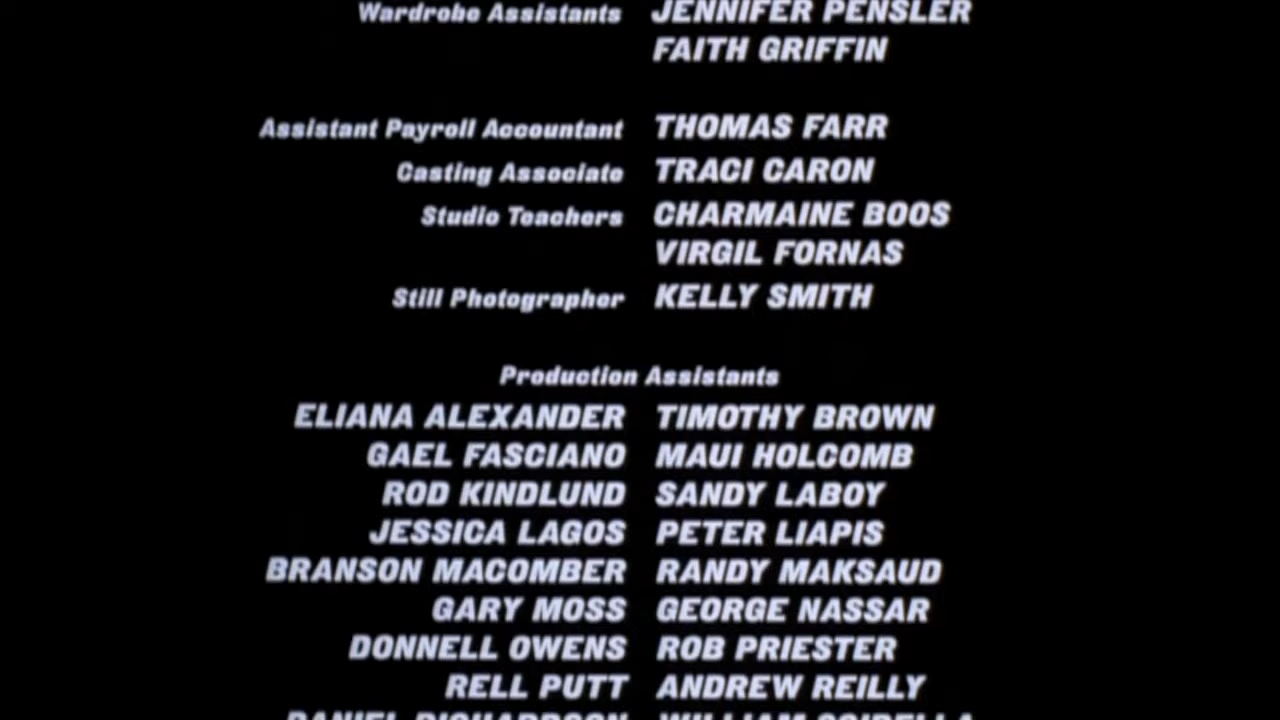 Wardrobe Assistants JENNIFER PENSLER
FAITH GRIFFIN
Assistant Payroll Accountant THOMAS FARR
Casting Associate TRACI CARON
Studio Teachers CHARMAINE BOOS
VIRGIL FORNAS
Still Photographer KELLY SMITH
Production Assistants
ELIANA ALEXANDER TIMOTHY BROWN
GAEL FASCIANO MAUI HOLCOMB
ROD KINDLUND SANDY LABOY
JESSICA LAGOS PETER LIAPIS
BRANSON MACOMBER RANDY MAKSAUD
GARY MOSS GEORGE NASSAR
DONNELL OWENS ROB PRIESTER
RELL PUTT ANDREW REILLY
DANIEL RICHARDSON WILLIAM